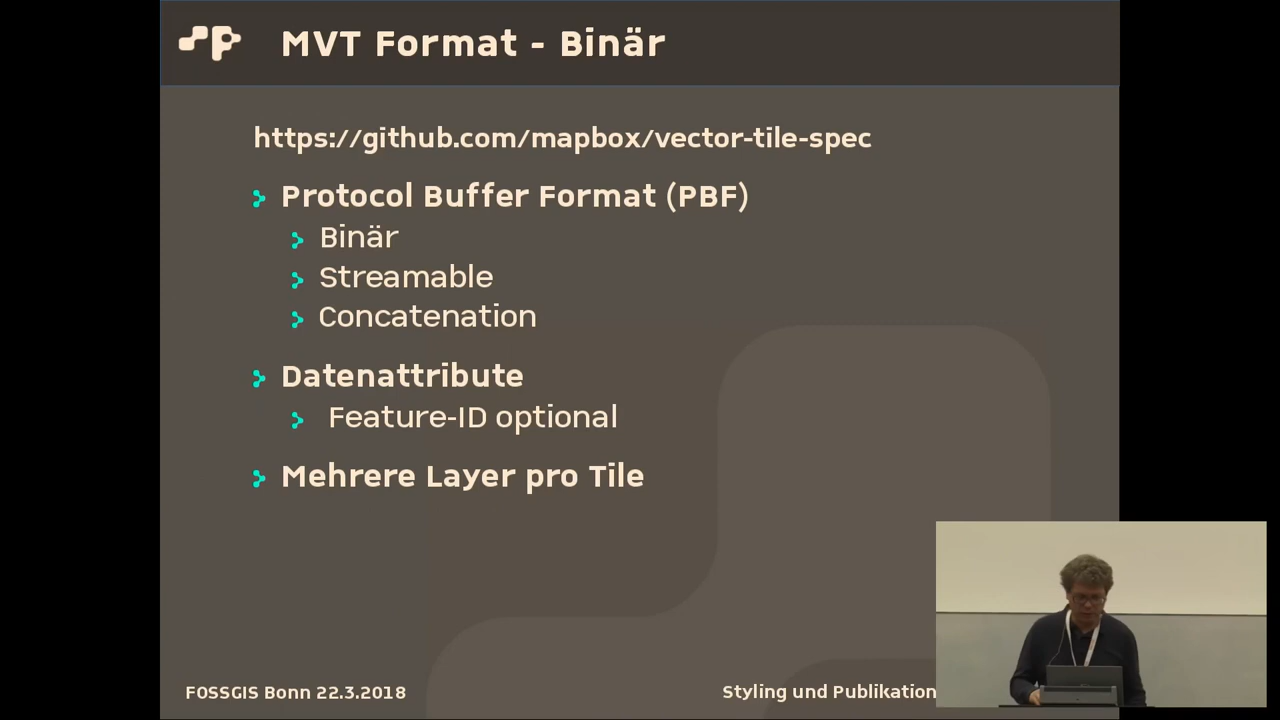 MVT Format - Binär
https://github.com/mapbox/vector-tile-spec
Protocol Buffer Format (PBF)
Binär
Streamable
Concatenation
Datenattribute
Feature-ID optional
Mehrere Layer pro Tile
FOSSGIS Bonn 22.3.2018
Styling und Publikation